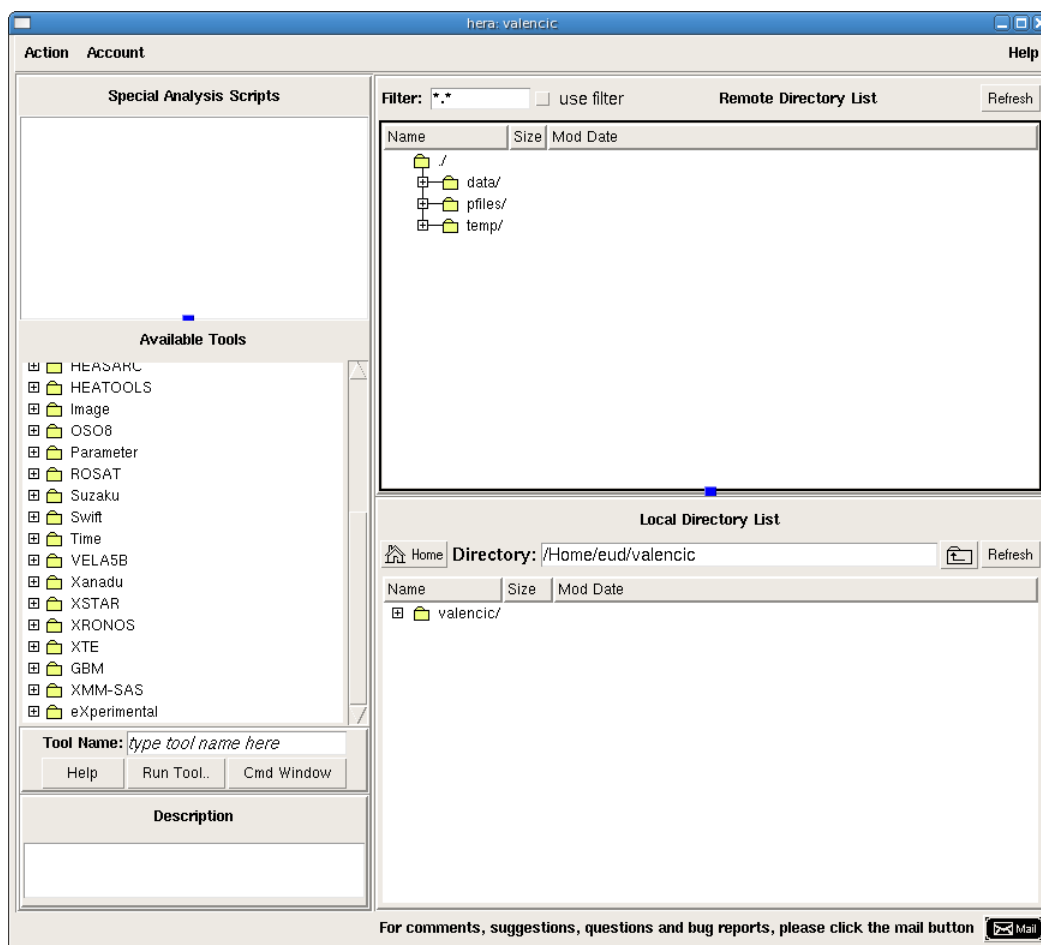 hera: valencic
Action Account Help
Special Analysis Scripts
Filter: *.* use filter Remote Directory List Refresh
Name Size Mod Date
./
data/
pfiles/
temp/
Available Tools
HEASARC
HEATOOLS
Image
OSO8
Parameter
ROSAT
Suzaku
Swift
Time
VELA5B
Xanadu
XSTAR
XRONOS
XTE
GBM
XMM-SAS
eXperimental
Tool Name: type tool name here
Help Run Tool.. Cmd Window
Description
Local Directory List
Home Directory: /Home/eud/valencic Refresh
Name Size Mod Date
valencic/
For comments, suggestions, questions and bug reports, please click the mail button Mail